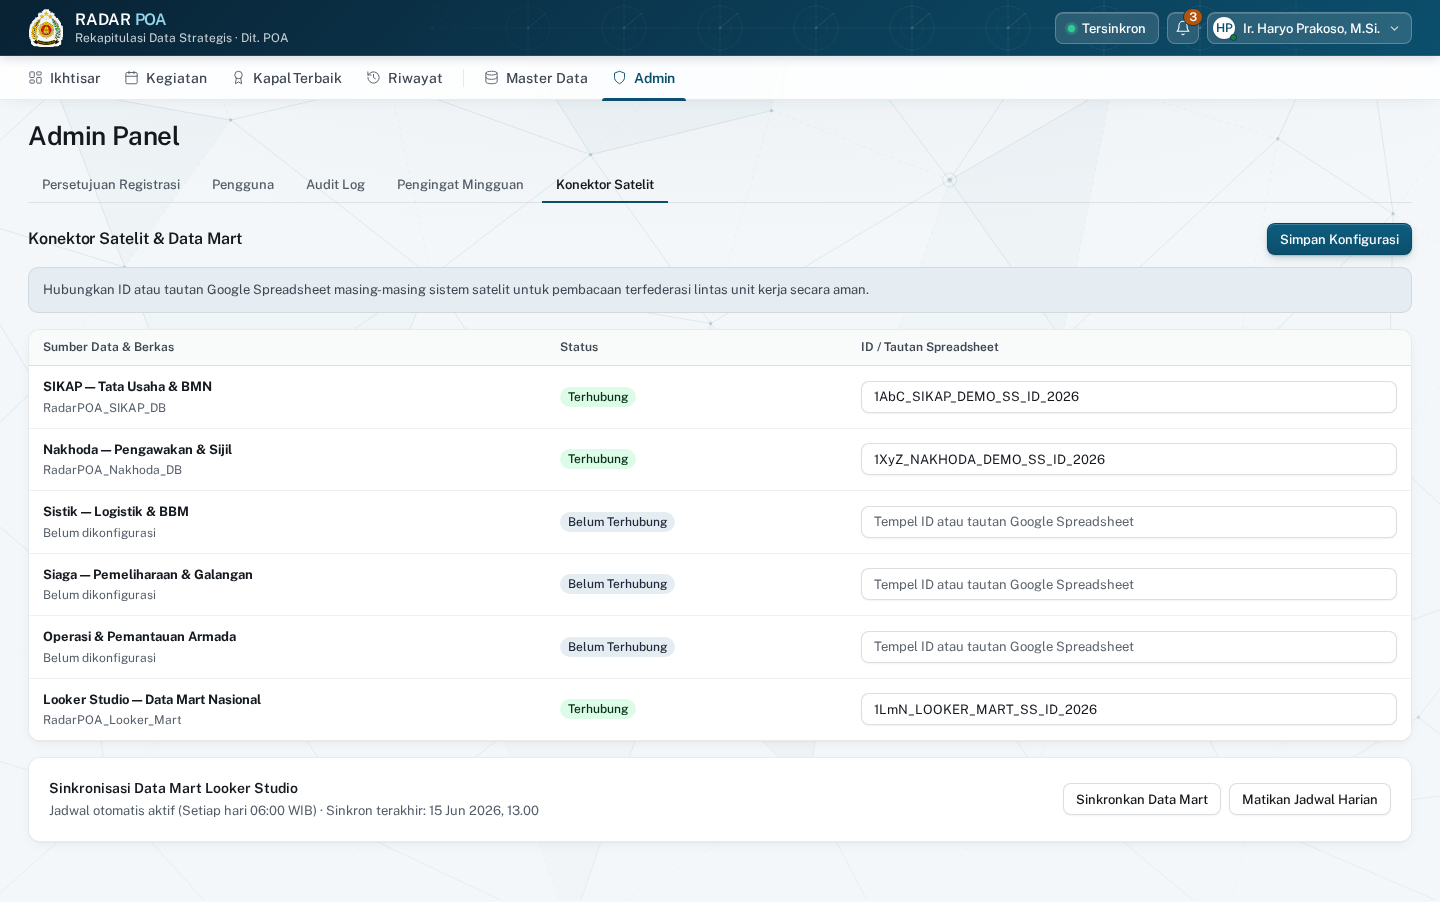 RADAR POA
Rekapitulasi Data Strategis · Dit. POA
Tersinkron
3
HP
Ir. Haryo Prakoso, M.Si.
Ikhtisar
Kegiatan
Kapal Terbaik
Riwayat
Master Data
Admin
Admin Panel
Persetujuan Registrasi
Pengguna
Audit Log
Pengingat Mingguan
Konektor Satelit
Konektor Satelit & Data Mart
Simpan Konfigurasi
Hubungkan ID atau tautan Google Spreadsheet masing-masing sistem satelit untuk pembacaan terfederasi lintas unit kerja secara aman.
Sumber Data & Berkas
Status
ID / Tautan Spreadsheet
SIKAP — Tata Usaha & BMN
RadarPOA_SIKAP_DB
Terhubung
1AbC_SIKAP_DEMO_SS_ID_2026
Nakhoda — Pengawakan & Sijil
RadarPOA_Nakhoda_DB
Terhubung
1XyZ_NAKHODA_DEMO_SS_ID_2026
Sistik — Logistik & BBM
Belum dikonfigurasi
Belum Terhubung
Tempel ID atau tautan Google Spreadsheet
Siaga — Pemeliharaan & Galangan
Belum dikonfigurasi
Belum Terhubung
Tempel ID atau tautan Google Spreadsheet
Operasi & Pemantauan Armada
Belum dikonfigurasi
Belum Terhubung
Tempel ID atau tautan Google Spreadsheet
Looker Studio — Data Mart Nasional
RadarPOA_Looker_Mart
Terhubung
1LmN_LOOKER_MART_SS_ID_2026
Sinkronisasi Data Mart Looker Studio
Jadwal otomatis aktif (Setiap hari 06:00 WIB) · Sinkron terakhir: 15 Jun 2026, 13.00
Sinkronkan Data Mart
Matikan Jadwal Harian